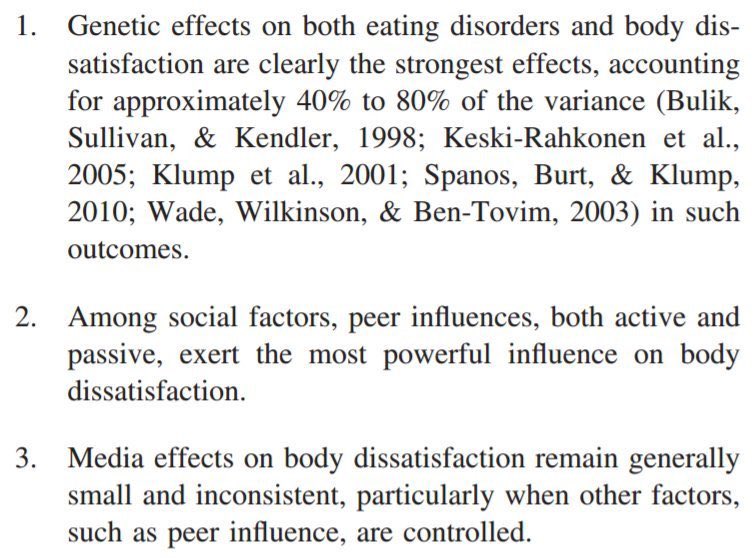 1. Genetic effects on both eating disorders and body dis-
satisfaction are clearly the strongest effects, accounting
for approximately 40% to 80% of the variance (Bulik,
Sullivan, & Kendler, 1998; Keski-Rahkonen et al.,
2005; Klump et al., 2001; Spanos, Burt, & Klump,
2010; Wade, Wilkinson, & Ben-Tovim, 2003) in such
outcomes.
2. Among social factors, peer influences, both active and
passive, exert the most powerful influence on body
dissatisfaction.
3. Media effects on body dissatisfaction remain generally
small and inconsistent, particularly when other factors,
such as peer influence, are controlled.